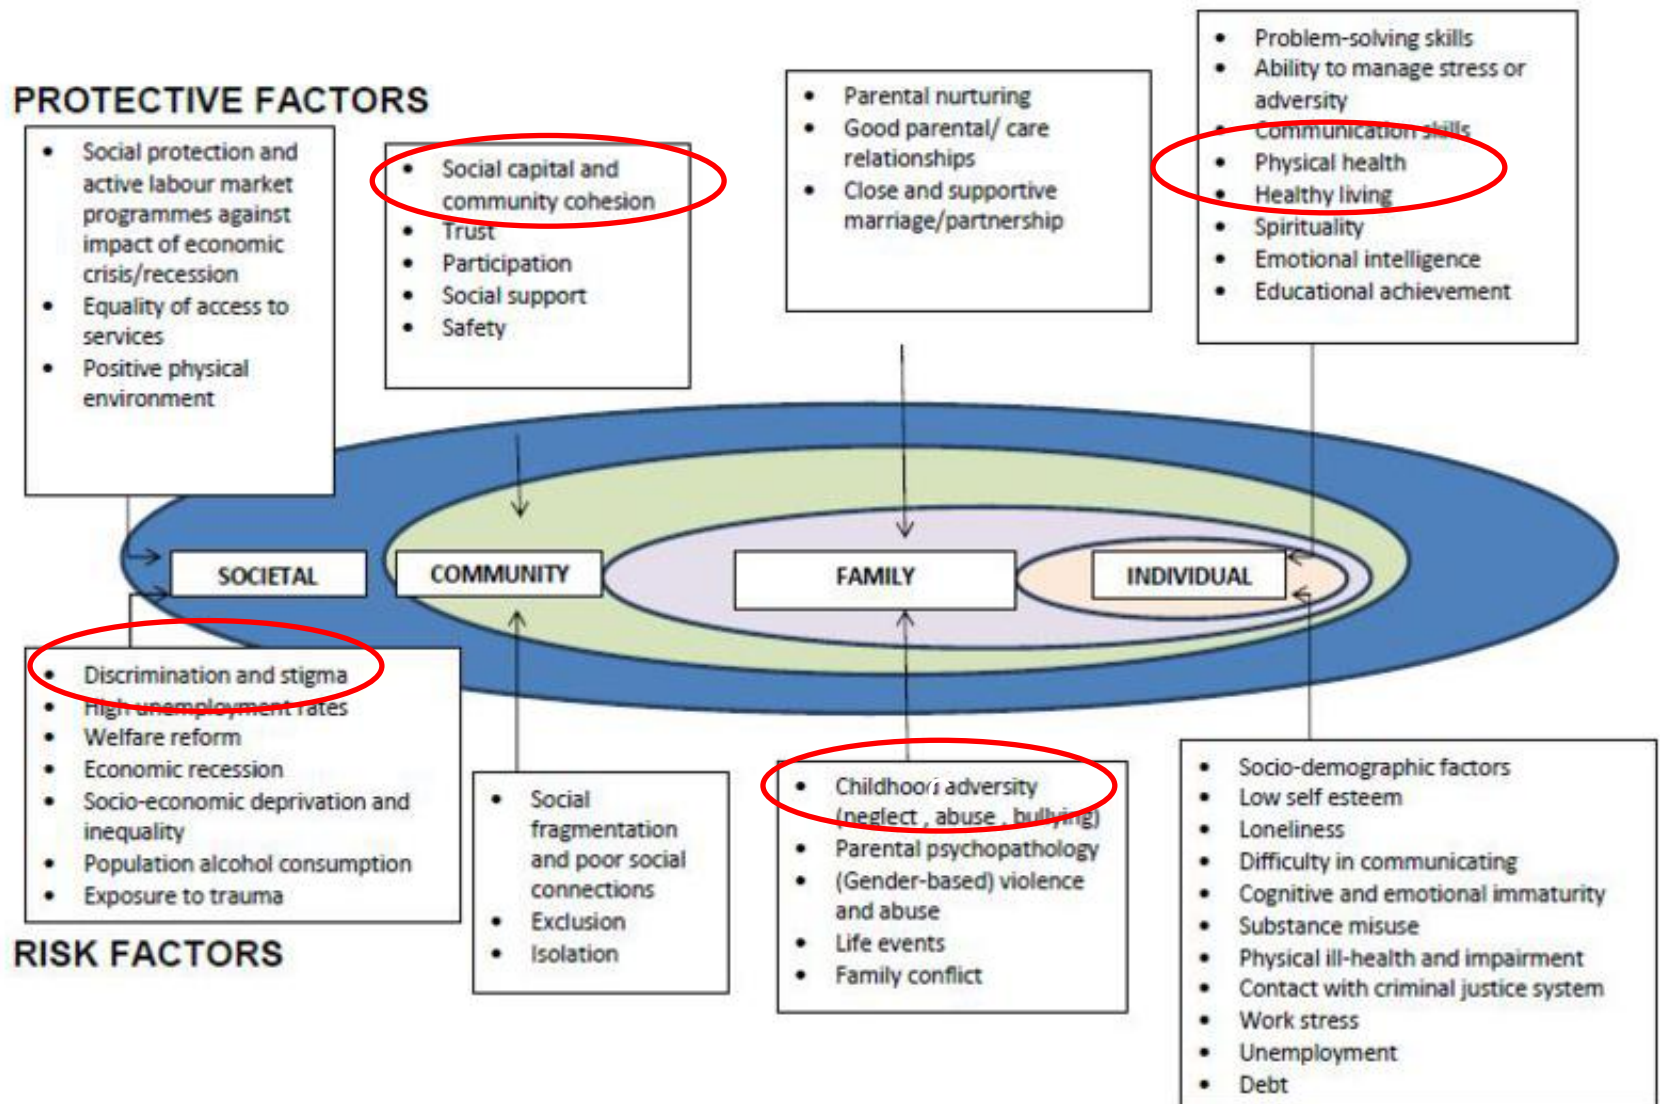 PROTECTIVE FACTORS
• Social protection and
active labour market
programmes against
impact of economic
crisis/recession
• Equality of access to
services
• Positive physical
environment
• Social capital and
community cohesion
• Trust
• Participation
• Social support
• Safety
• Parental nurturing
• Good parental/ care
relationships
• Close and supportive
marriage/partnership
• Problem-solving skills
• Ability to manage stress or
adversity
• Communication skills
• Physical health
• Healthy living
• Spirituality
• Emotional intelligence
• Educational achievement
SOCIETAL
COMMUNITY
FAMILY
INDIVIDUAL
• Discrimination and stigma
• High unemployment rates
• Welfare reform
• Economic recession
• Socio-economic deprivation and
inequality
• Population alcohol consumption
• Exposure to trauma
• Social
fragmentation
and poor social
connections
• Exclusion
• Isolation
• Childhood adversity
(neglect , abuse , bullying)
• Parental psychopathology
• (Gender-based) violence
and abuse
• Life events
• Family conflict
• Socio-demographic factors
• Low self esteem
• Loneliness
• Difficulty in communicating
• Cognitive and emotional immaturity
• Substance misuse
• Physical ill-health and impairment
• Contact with criminal justice system
• Work stress
• Unemployment
• Debt
RISK FACTORS